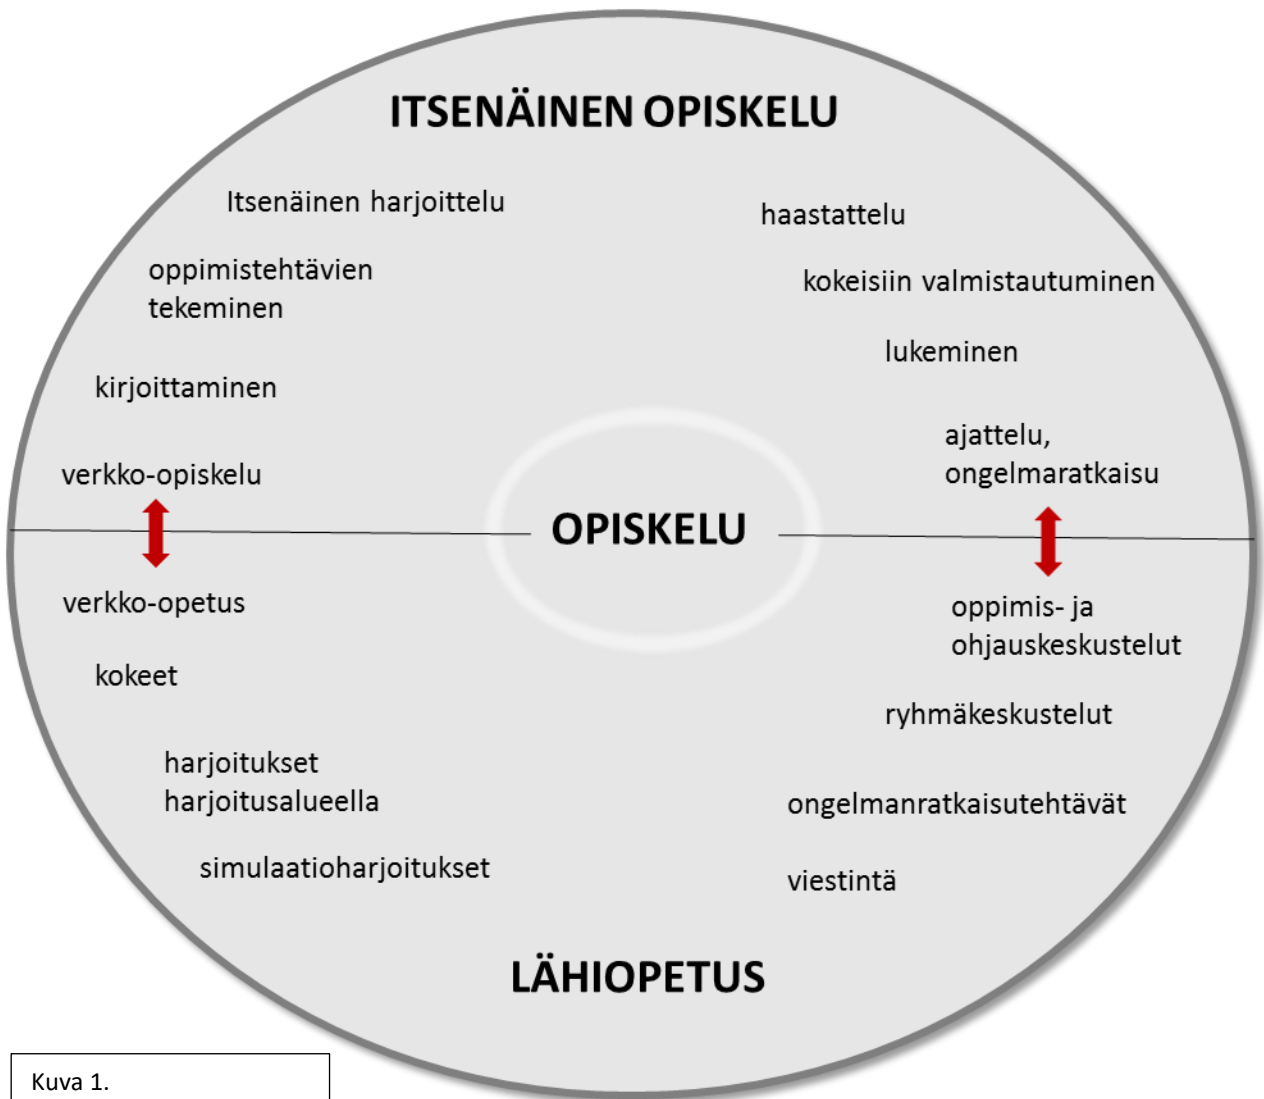 ITSENÄINEN OPISKELU
Itsenäinen harjoittelu
haastattelu
oppimistehtävien
tekeminen
kokeisiin valmistautuminen
lukeminen
kirjoittaminen
ajattelu,
ongelmaratkaisu
verkko-opiskelu
OPISKELU
verkko-opetus
oppimis- ja
ohjauskeskustelut
kokeet
ryhmäkeskustelut
harjoitukset
harjoitusalueella
ongelmanratkaisutehtävät
simulaatioharjoitukset
viestintä
LÄHIOPETUS
Kuva 1.